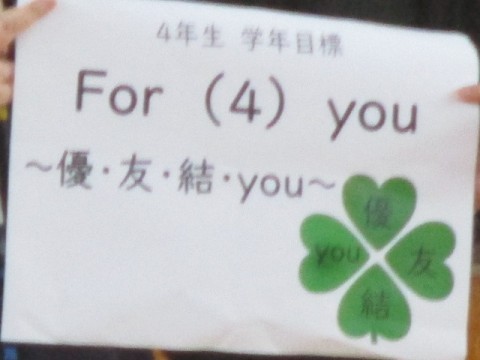 4年生 学年目標
For （4） you
～優・友・結・you～
優
you 友
結